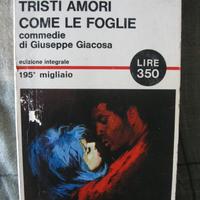 TRISTI AMORI
COME LE FOGLIE
commedie
di Giuseppe Giacosa
edizione integrale
195° migliaio
LIRE
350